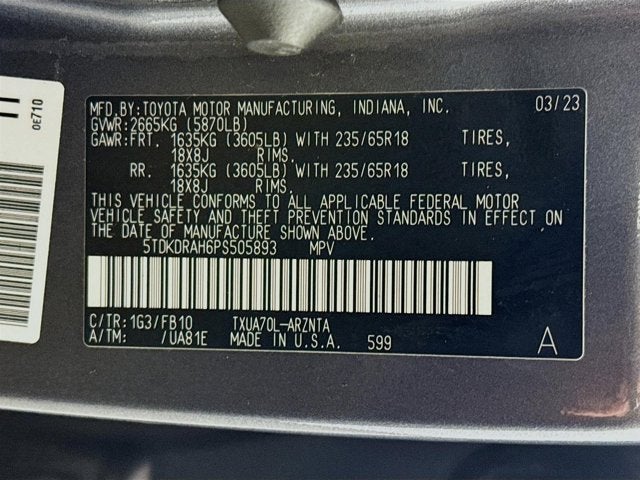 0E710
MFD.BY:TOYOTA MOTOR MANUFACTURING, INDIANA, INC. 03/23
GVWR:2665KG (5870LB)
GAWR:FRT. 1635KG (3605LB) WITH 235/65R18 TIRES,
18X8J RIMS.
RR. 1635KG (3605LB) WITH 235/65R18 TIRES,
18X8J RIMS.
THIS VEHICLE CONFORMS TO ALL APPLICABLE FEDERAL MOTOR
VEHICLE SAFETY AND THEFT PREVENTION STANDARDS IN EFFECT ON
THE DATE OF MANUFACTURE SHOWN ABOVE.
5TDKDRAH6PS505893 MPV
C/TR:1G3/FB10 TXUA70L-ARZNTA
A/TM: /UA81E MADE IN U.S.A. 599 A